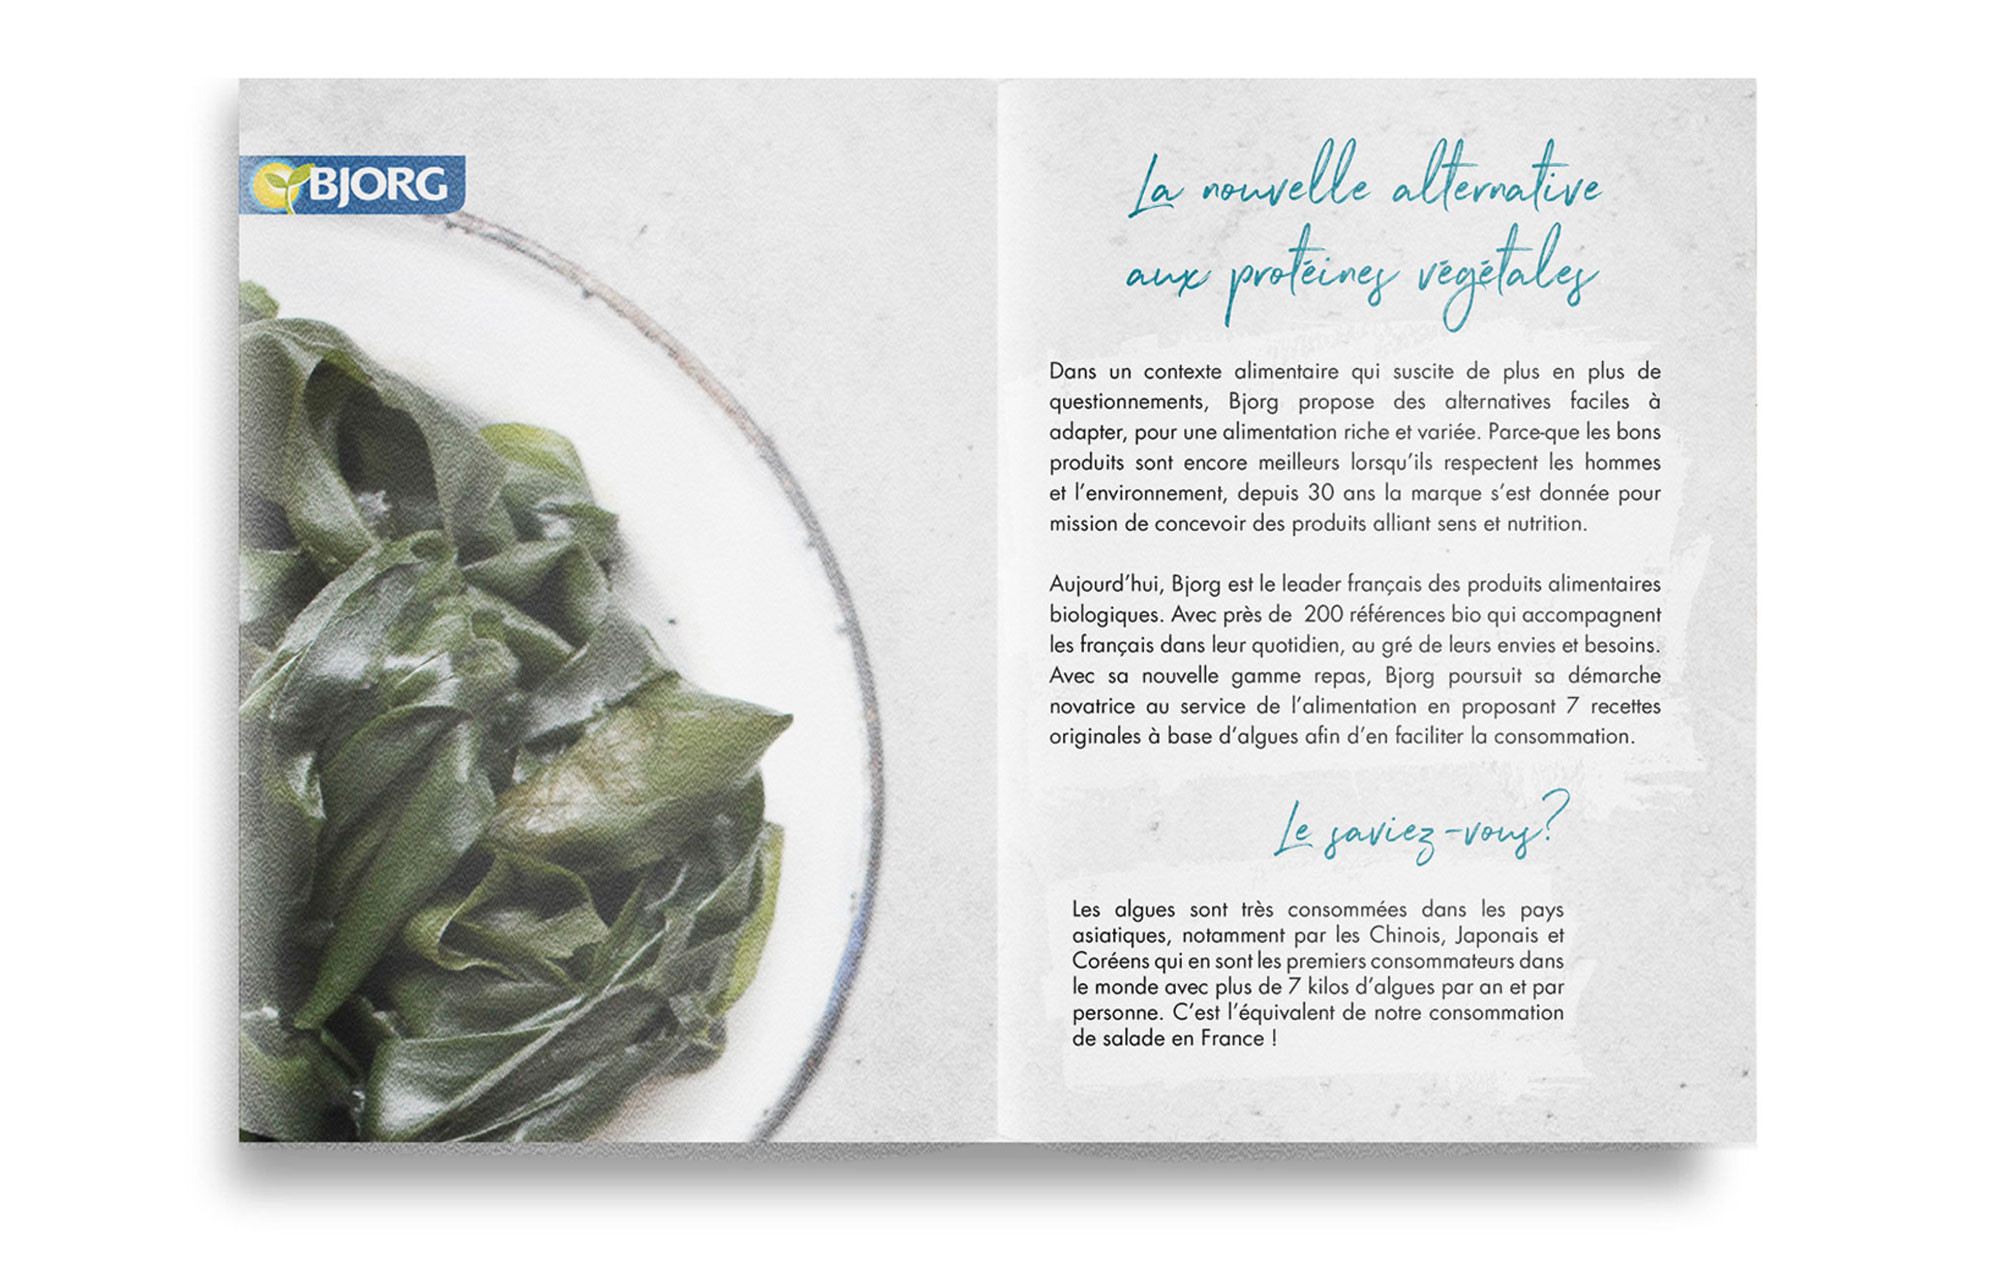 BJORG
La nouvelle alternative
aux protéines végétales
Dans un contexte alimentaire qui suscite de plus en plus de
questionnements, Bjorg propose des alternatives faciles à
adapter, pour une alimentation riche et variée. Parce-que les bons
produits sont encore meilleurs lorsqu'ils respectent les hommes
et l'environnement, depuis 30 ans la marque s'est donnée pour
mission de concevoir des produits alliant sens et nutrition.
Aujourd'hui, Bjorg est le leader français des produits alimentaires
biologiques. Avec près de 200 références bio qui accompagnent
les français dans leur quotidien, au gré de leurs envies et besoins.
Avec sa nouvelle gamme repas, Bjorg poursuit sa démarche
novatrice au service de l'alimentation en proposant 7 recettes
originales à base d'algues afin d'en faciliter la consommation.
Le saviez-vous?
Les algues sont très consommées dans les pays
asiatiques, notamment par les Chinois, Japonais et
Coréens qui en sont les premiers consommateurs dans
le monde avec plus de 7 kilos d'algues par an et par
personne. C'est l'équivalent de notre consommation
de salade en France !